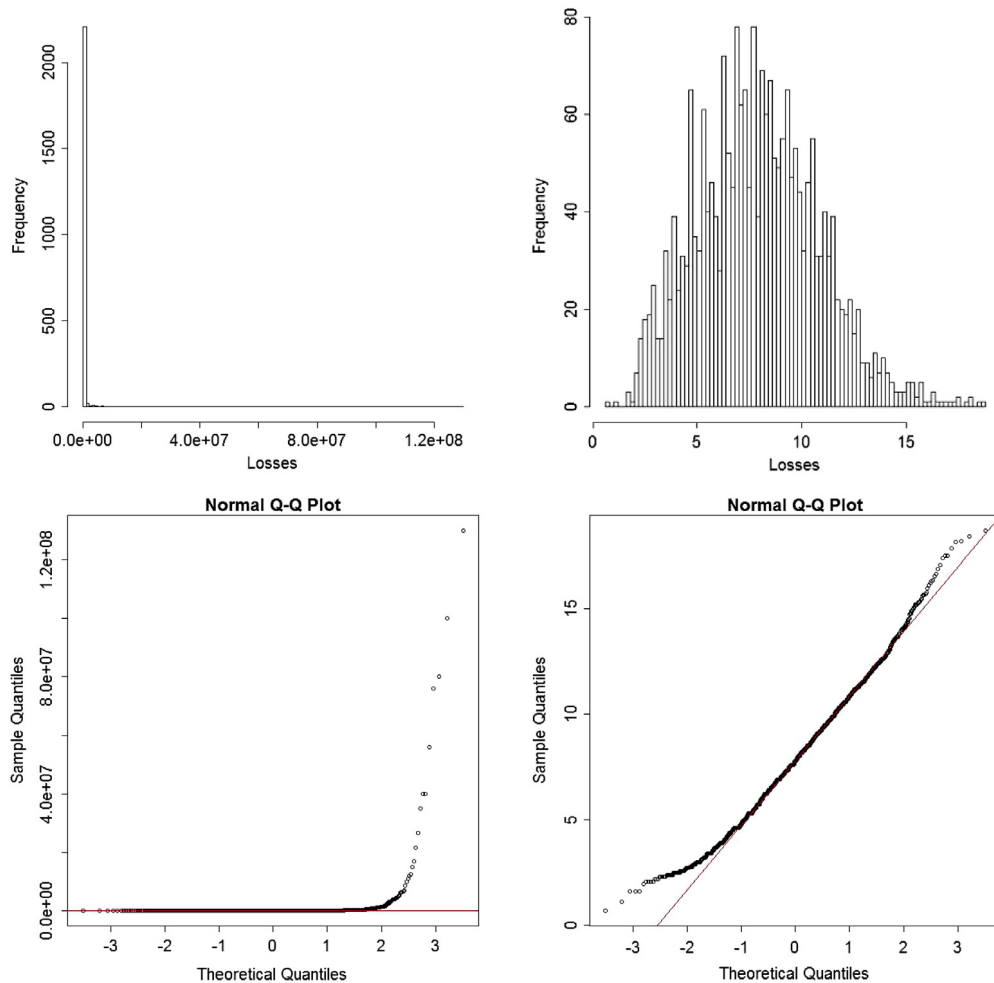 Frequency
2000
1500
1000
500
0
0.0e+00 4.0e+07 8.0e+07 1.2e+08
Losses
Frequency
80
60
40
20
0
0 5 10 15
Losses
Normal Q-Q Plot
Sample Quantiles
1.2e+08
8.0e+07
4.0e+07
0.0e+00
-3 -2 -1 0 1 2 3
Theoretical Quantiles
Normal Q-Q Plot
Sample Quantiles
15
10
5
0
-3 -2 -1 0 1 2 3
Theoretical Quantiles